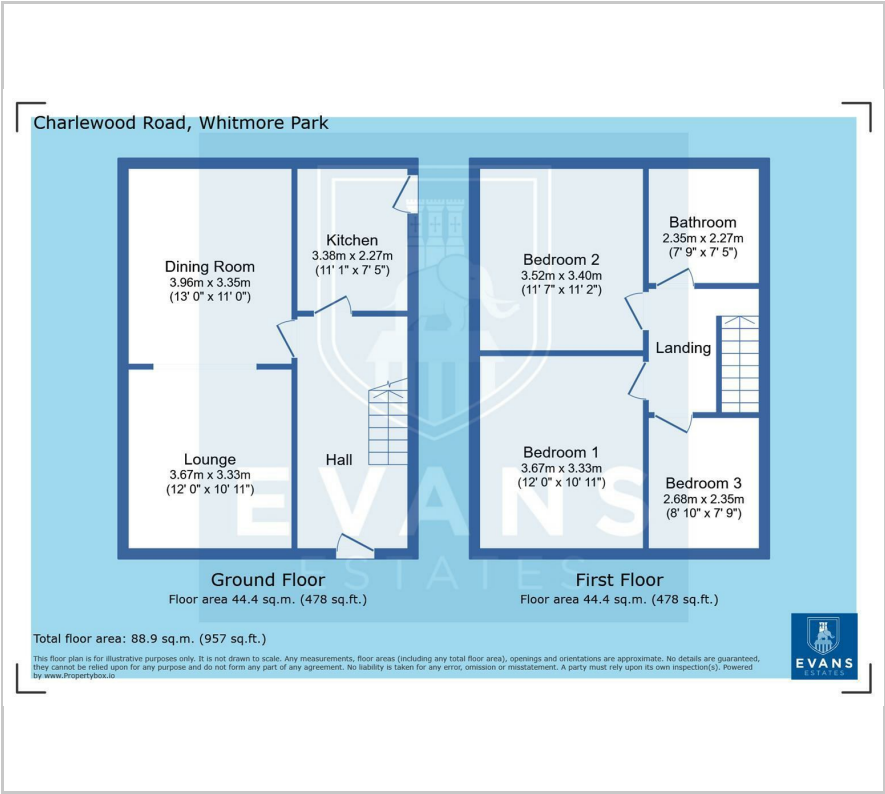 Charlewood Road, Whitmore Park
Dining Room
3.96m x 3.35m
(13' 0" x 11' 0")
Kitchen
3.38m x 2.27m
(11' 1" x 7' 5")
Lounge
3.67m x 3.33m
(12' 0" x 10' 11")
Hall
Ground Floor
Floor area 44.4 sq.m. (478 sq.ft.)
Bedroom 2
3.52m x 3.40m
(11' 7" x 11' 2")
Bathroom
2.35m x 2.27m
(7' 9" x 7' 5")
Landing
Bedroom 1
3.67m x 3.33m
(12' 0" x 10' 11")
Bedroom 3
2.68m x 2.35m
(8' 10" x 7' 9")
First Floor
Floor area 44.4 sq.m. (478 sq.ft.)
EVANS
ESTATES
Total floor area: 88.9 sq.m. (957 sq.ft.)
This floor plan is for illustrative purposes only. It is not drawn to scale. Any measurements, floor areas (including any total floor area), openings and orientations are approximate. No details are guaranteed,
they cannot be relied upon for any purpose and do not form any part of any agreement. No liability is taken for any error, omission or misstatement. A party must rely upon its own inspection(s). Powered
by www.Propertybox.io
EVANS
ESTATES